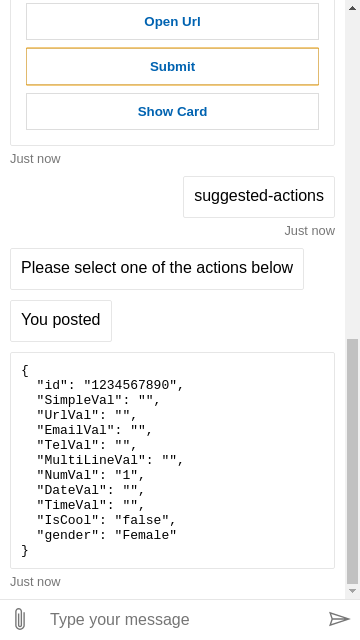 Open Url
Submit
Show Card
Just now
suggested-actions
Just now
Please select one of the actions below
You posted
{
  "id": "1234567890",
  "SimpleVal": "",
  "UrlVal": "",
  "EmailVal": "",
  "TelVal": "",
  "MultiLineVal": "",
  "NumVal": "1",
  "DateVal": "",
  "TimeVal": "",
  "IsCool": "false",
  "gender": "Female"
}
Just now
Type your message